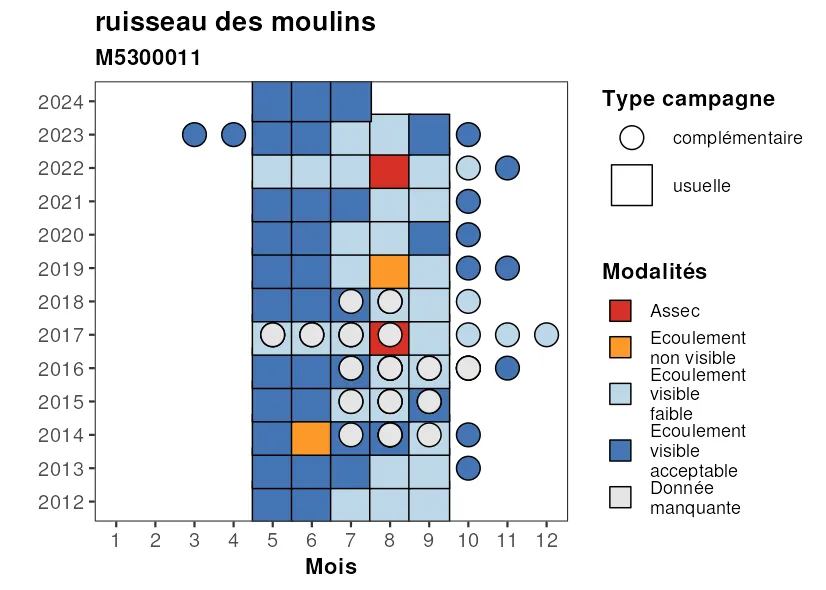 ruisseau des moulins
M5300011
2024
2023
2022
2021
2020
2019
2018
2017
2016
2015
2014
2013
2012
1 2 3 4 5 6 7 8 9 10 11 12
Mois
Type campagne
complémentaire
usuelle
Modalités
Assec
Ecoulement
non visible
Ecoulement
visible
faible
Ecoulement
visible
acceptable
Donnée
manquante